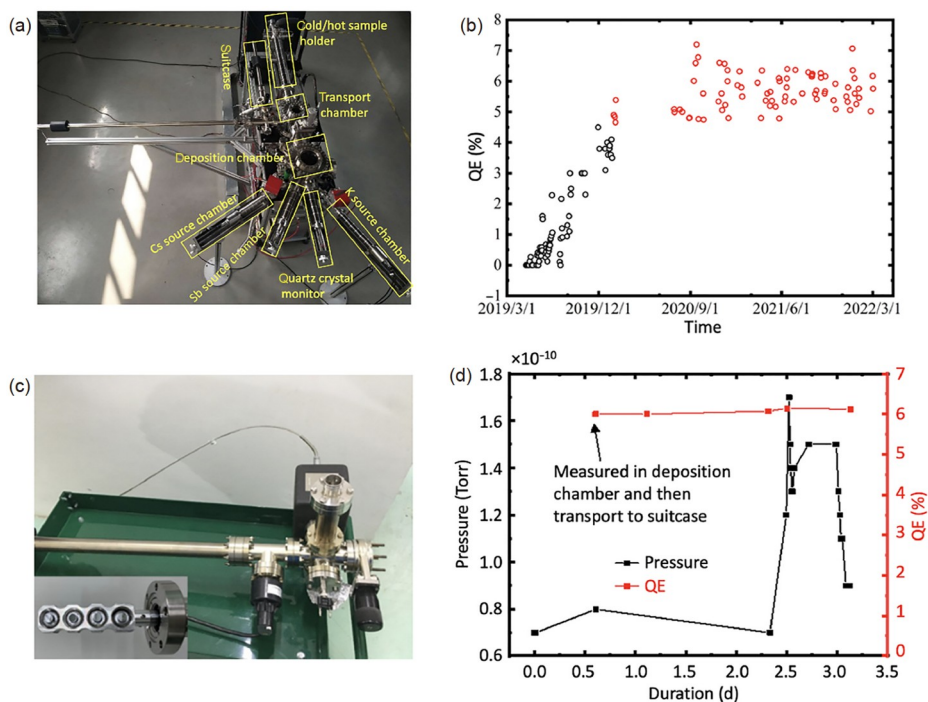 (a)
Cold/hot sample
holder
Suitcase
Transport
chamber
Deposition chamber
Cs source chamber
Sb source chamber
K source chamber
Quartz crystal
monitor
(b)
QE (%)
8
7
6
5
4
3
2
1
0
−1
2019/3/1
2019/12/1
2020/9/1
2021/6/1
2022/3/1
Time
(c)
(d)
×10⁻¹⁰
Pressure (Torr)
1.8
1.6
1.4
1.2
1.0
0.8
0.6
Measured in deposition
chamber and then
transport to suitcase
Pressure
QE
7
6
5
4
3
2
1
0
QE (%)
0.0
0.5
1.0
1.5
2.0
2.5
3.0
3.5
Duration (d)